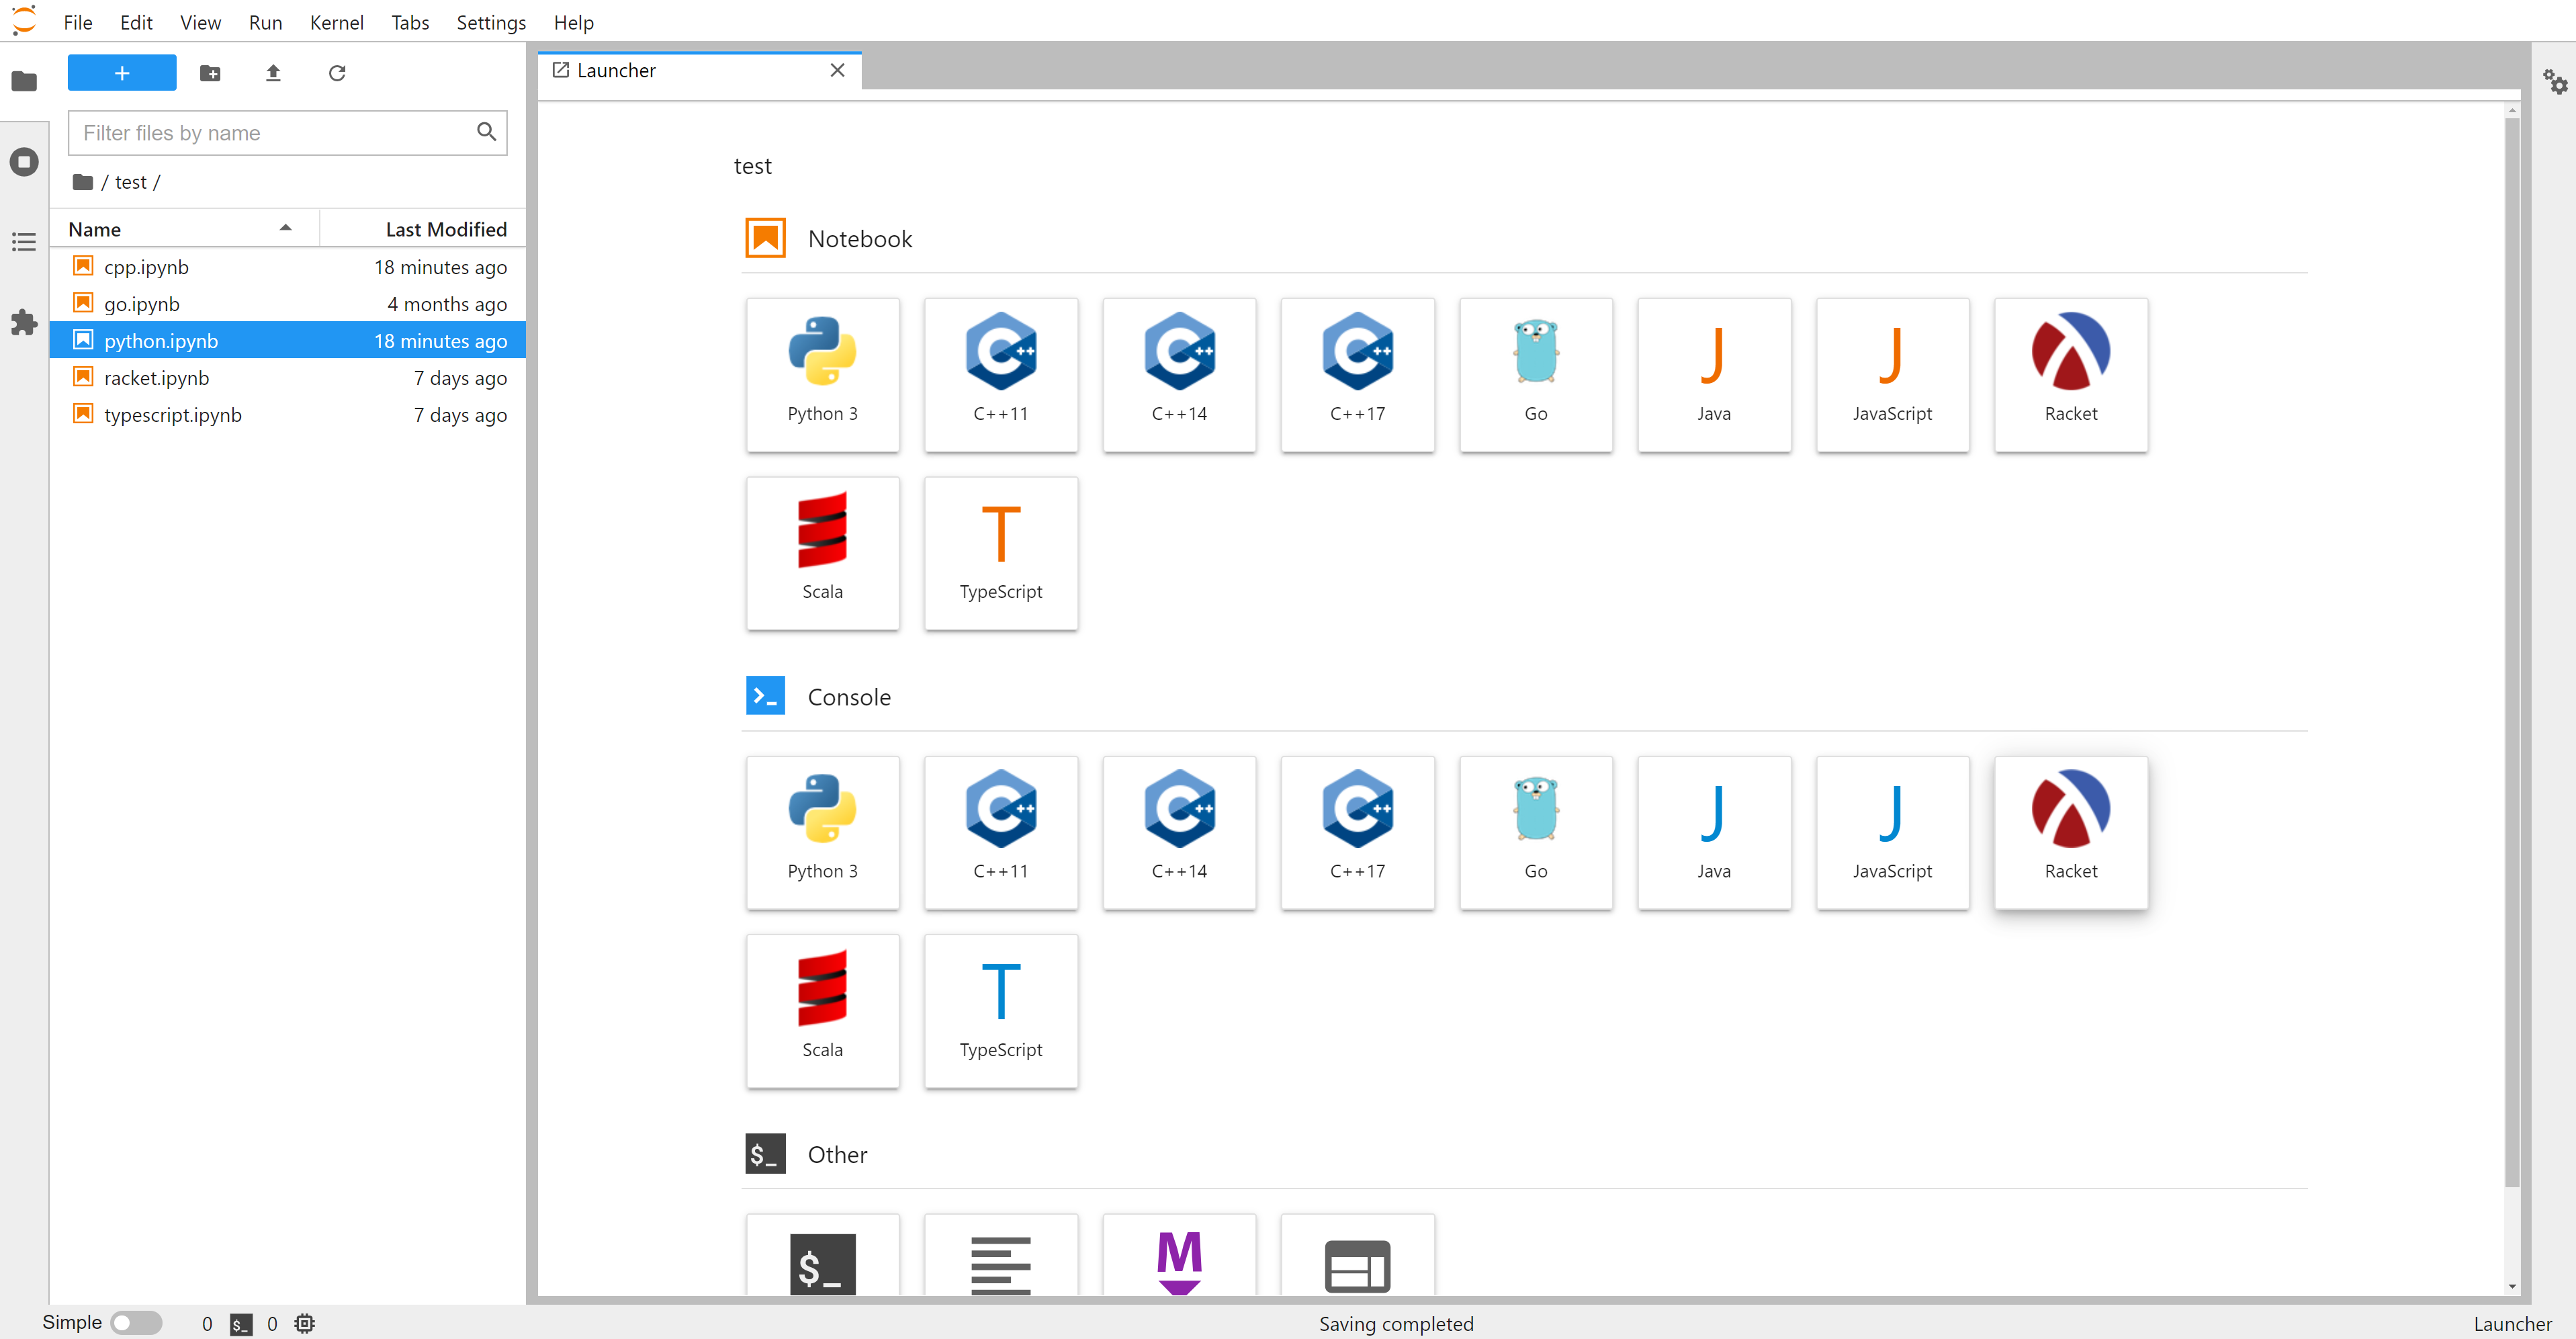 File Edit View Run Kernel Tabs Settings Help
+
Launcher
Filter files by name
/ test /
Name Last Modified
cpp.ipynb 18 minutes ago
go.ipynb 4 months ago
python.ipynb 18 minutes ago
racket.ipynb 7 days ago
typescript.ipynb 7 days ago
test
Notebook
Python 3 C++11 C++14 C++17 Go Java JavaScript Racket
Scala TypeScript
Console
Python 3 C++11 C++14 C++17 Go Java JavaScript Racket
Scala TypeScript
$_ Other
$_ M
Simple 0 $_ 0 Saving completed Launcher